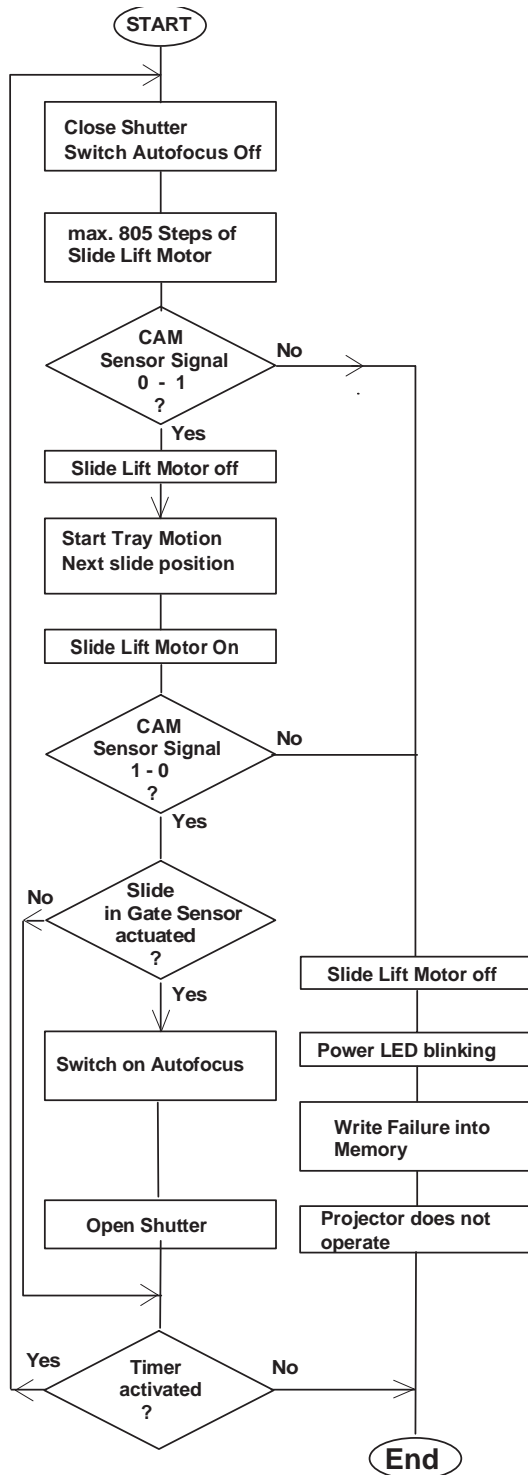 START
Close Shutter
Switch Autofocus Off
max. 805 Steps of
Slide Lift Motor
CAM
Sensor Signal
0 - 1
?
No
Yes
Slide Lift Motor off
Start Tray Motion
Next slide position
Slide Lift Motor On
CAM
Sensor Signal
1 - 0
?
No
Yes
Slide
in Gate Sensor
actuated
?
No
Yes
Switch on Autofocus
Open Shutter
Slide Lift Motor off
Power LED blinking
Write Failure into
Memory
Projector does not
operate
Timer
activated
?
Yes
No
End